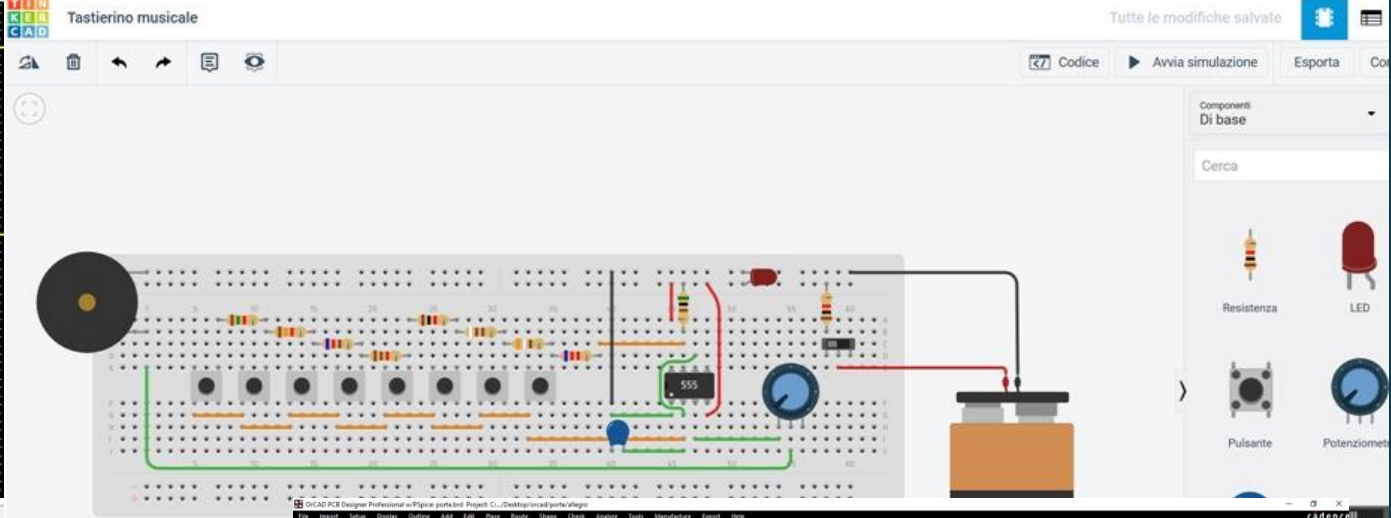 TIN
KER
CAD
Tastierino musicale
Tutte le modifiche salvate
Codice
Avvia simulazione
Esporta
Componenti
Di base
Cerca
Resistenza
LED
555
Pulsante
Potenziomet
OrCAD PCB Designer Professional w/PSpice: porte.brd Project: C:.../Desktop/orcad/porte/allegro
File Import Setup Display Outline Add Edit Place Route Shape Check Analyze Tools Manufacture Export Help